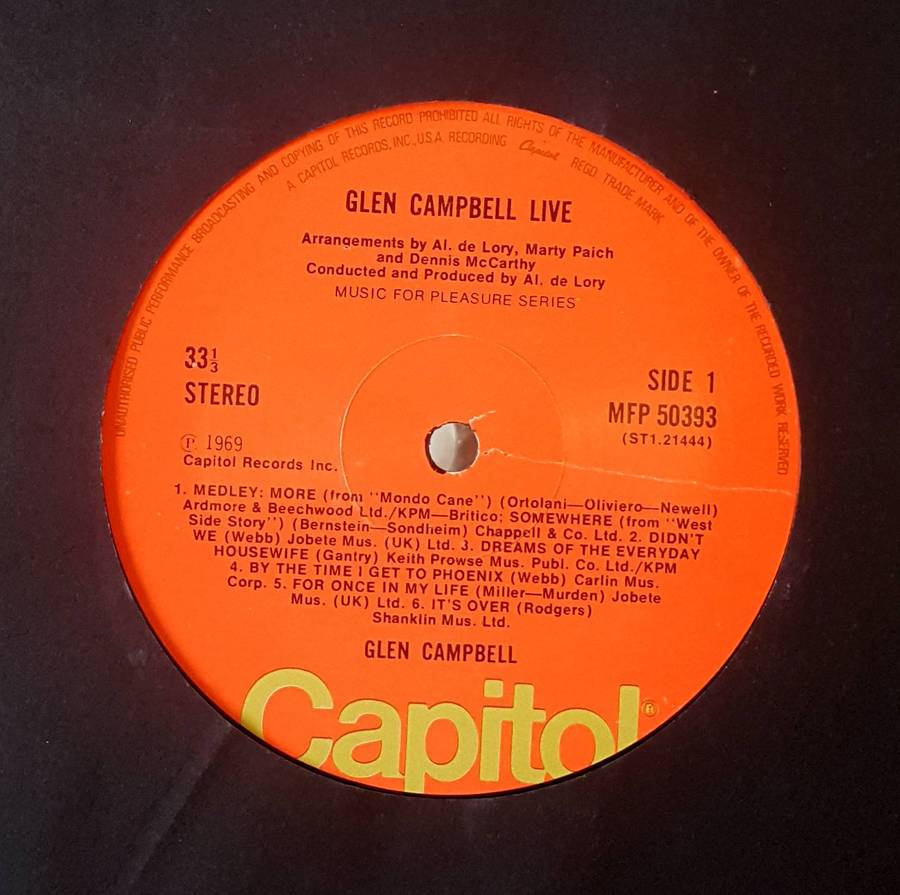 UNAUTHORISED PUBLIC PERFORMANCE BROADCASTING AND COPYING OF THIS RECORD PROHIBITED ALL RIGHTS OF THE MANUFACTURER AND OF THE OWNER OF THE RECORDED WORK RESERVED
A CAPITOL RECORDS, INC., U.S.A. RECORDING Capitol REGD. TRADE MARK
GLEN CAMPBELL LIVE
Arrangements by Al. de Lory, Marty Paich
and Dennis McCarthy
Conducted and Produced by Al. de Lory
MUSIC FOR PLEASURE SERIES
33⅓
STEREO
SIDE 1
MFP 50393
(ST1.21444)
Ⓟ 1969
Capitol Records Inc.
1. MEDLEY: MORE (from "Mondo Cane") (Ortolani—Oliviero—Newell)
Ardmore & Beechwood Ltd./KPM—Britico; SOMEWHERE (from "West
Side Story") (Bernstein—Sondheim) Chappell & Co. Ltd. 2. DIDN'T
WE (Webb) Jobete Mus. (UK) Ltd. 3. DREAMS OF THE EVERYDAY
HOUSEWIFE (Gantry) Keith Prowse Mus. Publ. Co. Ltd./KPM
4. BY THE TIME I GET TO PHOENIX (Webb) Carlin Mus.
Corp. 5. FOR ONCE IN MY LIFE (Miller—Murden) Jobete
Mus. (UK) Ltd. 6. IT'S OVER (Rodgers)
Shanklin Mus. Ltd.
GLEN CAMPBELL
Capitol®